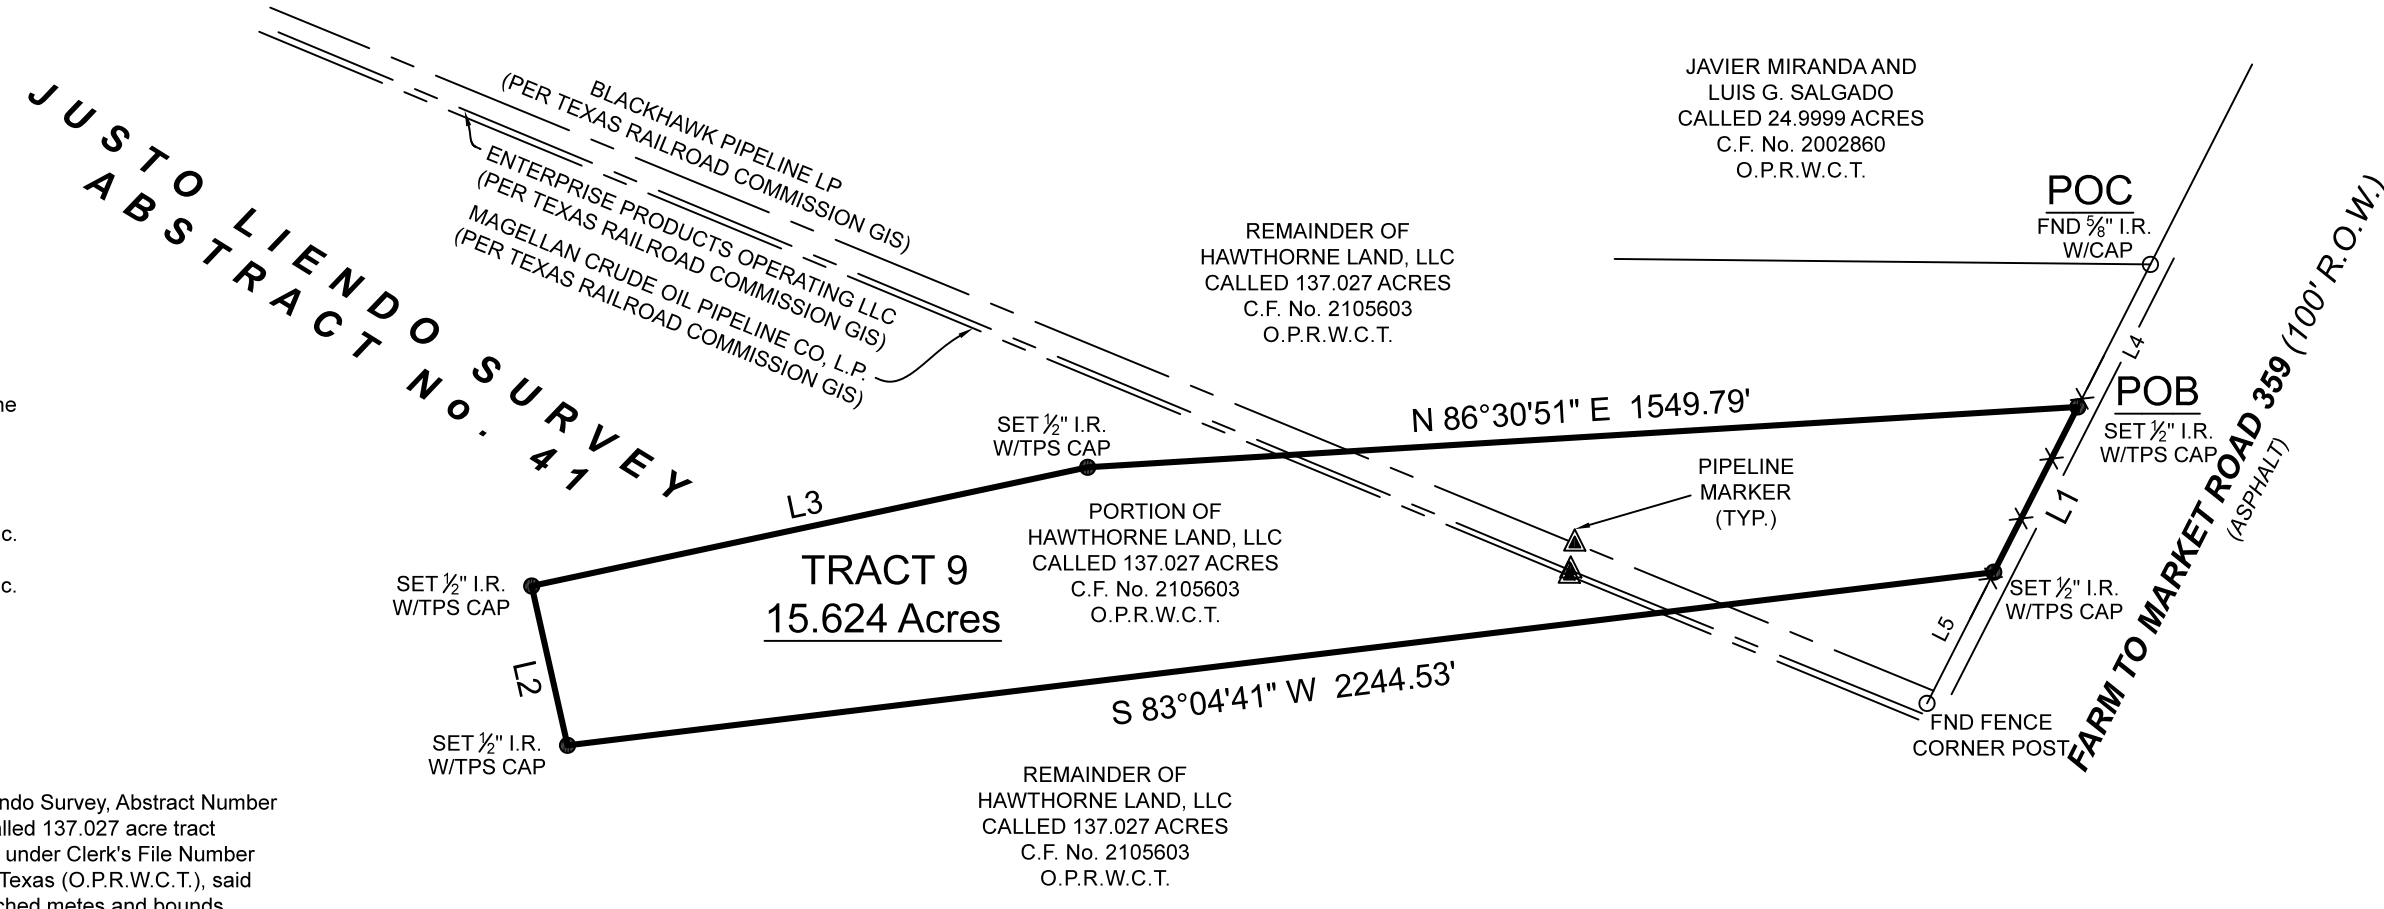 BLACKHAWK PIPELINE LP
(PER TEXAS RAILROAD COMMISSION GIS)
ENTERPRISE PRODUCTS OPERATING LLC
(PER TEXAS RAILROAD COMMISSION GIS)
MAGELLAN CRUDE OIL PIPELINE CO, L.P.
(PER TEXAS RAILROAD COMMISSION GIS)
JUSTO LIENDO SURVEY
ABSTRACT No. 41
JAVIER MIRANDA AND
LUIS G. SALGADO
CALLED 24.9999 ACRES
C.F. No. 2002860
O.P.R.W.C.T.
POC
FND ⅝" I.R.
W/CAP
REMAINDER OF
HAWTHORNE LAND, LLC
CALLED 137.027 ACRES
C.F. No. 2105603
O.P.R.W.C.T.
L4
FARM TO MARKET ROAD 359 (100' R.O.W.)
(ASPHALT)
POB
SET ½" I.R.
W/TPS CAP
N 86°30'51" E 1549.79'
SET ½" I.R.
W/TPS CAP
L3
PIPELINE
MARKER
(TYP.)
L1
PORTION OF
HAWTHORNE LAND, LLC
CALLED 137.027 ACRES
C.F. No. 2105603
O.P.R.W.C.T.
TRACT 9
15.624 Acres
SET ½" I.R.
W/TPS CAP
SET ½" I.R.
W/TPS CAP
L5
L2
S 83°04'41" W 2244.53'
FND FENCE
CORNER POST
SET ½" I.R.
W/TPS CAP
REMAINDER OF
HAWTHORNE LAND, LLC
CALLED 137.027 ACRES
C.F. No. 2105603
O.P.R.W.C.T.
ne
c.
c.
ndo Survey, Abstract Number
alled 137.027 acre tract
under Clerk's File Number
Texas (O.P.R.W.C.T.), said
ched metes and bounds